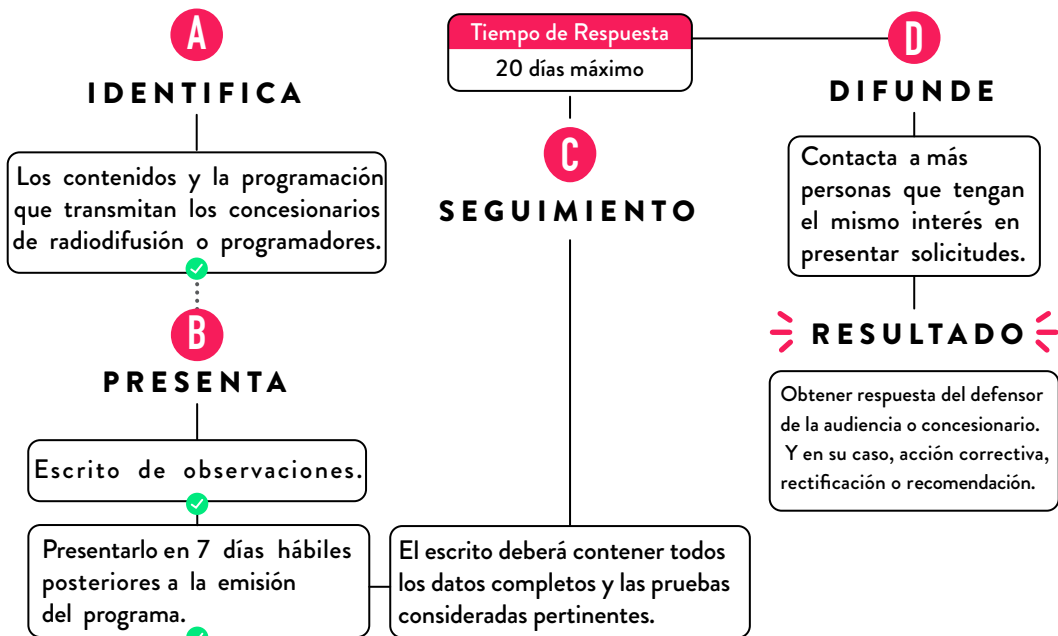 A
IDENTIFICA
Los contenidos y la programación
que transmitan los concesionarios
de radiodifusión o programadores.
B
PRESENTA
Escrito de observaciones.
Presentarlo en 7 días hábiles
posteriores a la emisión
del programa.
El escrito deberá contener todos
los datos completos y las pruebas
consideradas pertinentes.
C
SEGUIMIENTO
Tiempo de Respuesta
20 días máximo
D
DIFUNDE
Contacta a más
personas que tengan
el mismo interés en
presentar solicitudes.
RESULTADO
Obtener respuesta del defensor
de la audiencia o concesionario.
Y en su caso, acción correctiva,
rectificación o recomendación.